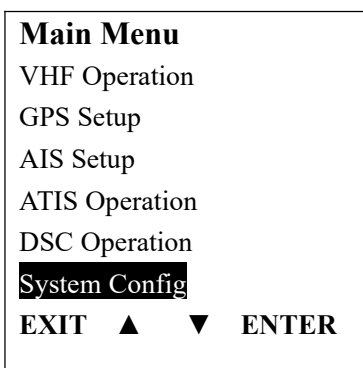 Main Menu
VHF Operation
GPS Setup
AIS Setup
ATIS Operation
DSC Operation
System Config
EXIT ▲ ▼ ENTER